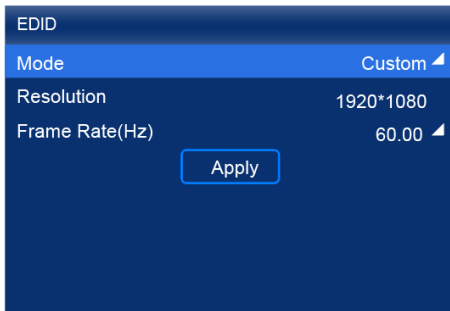 EDID
Mode Custom
Resolution 1920*1080
Frame Rate(Hz) 60.00
Apply